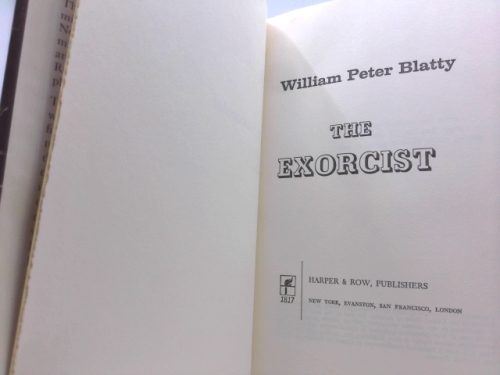 William Peter Blatty
THE
EXORCIST
HARPER & ROW, PUBLISHERS
1817
NEW YORK, EVANSTON, SAN FRANCISCO, LONDON